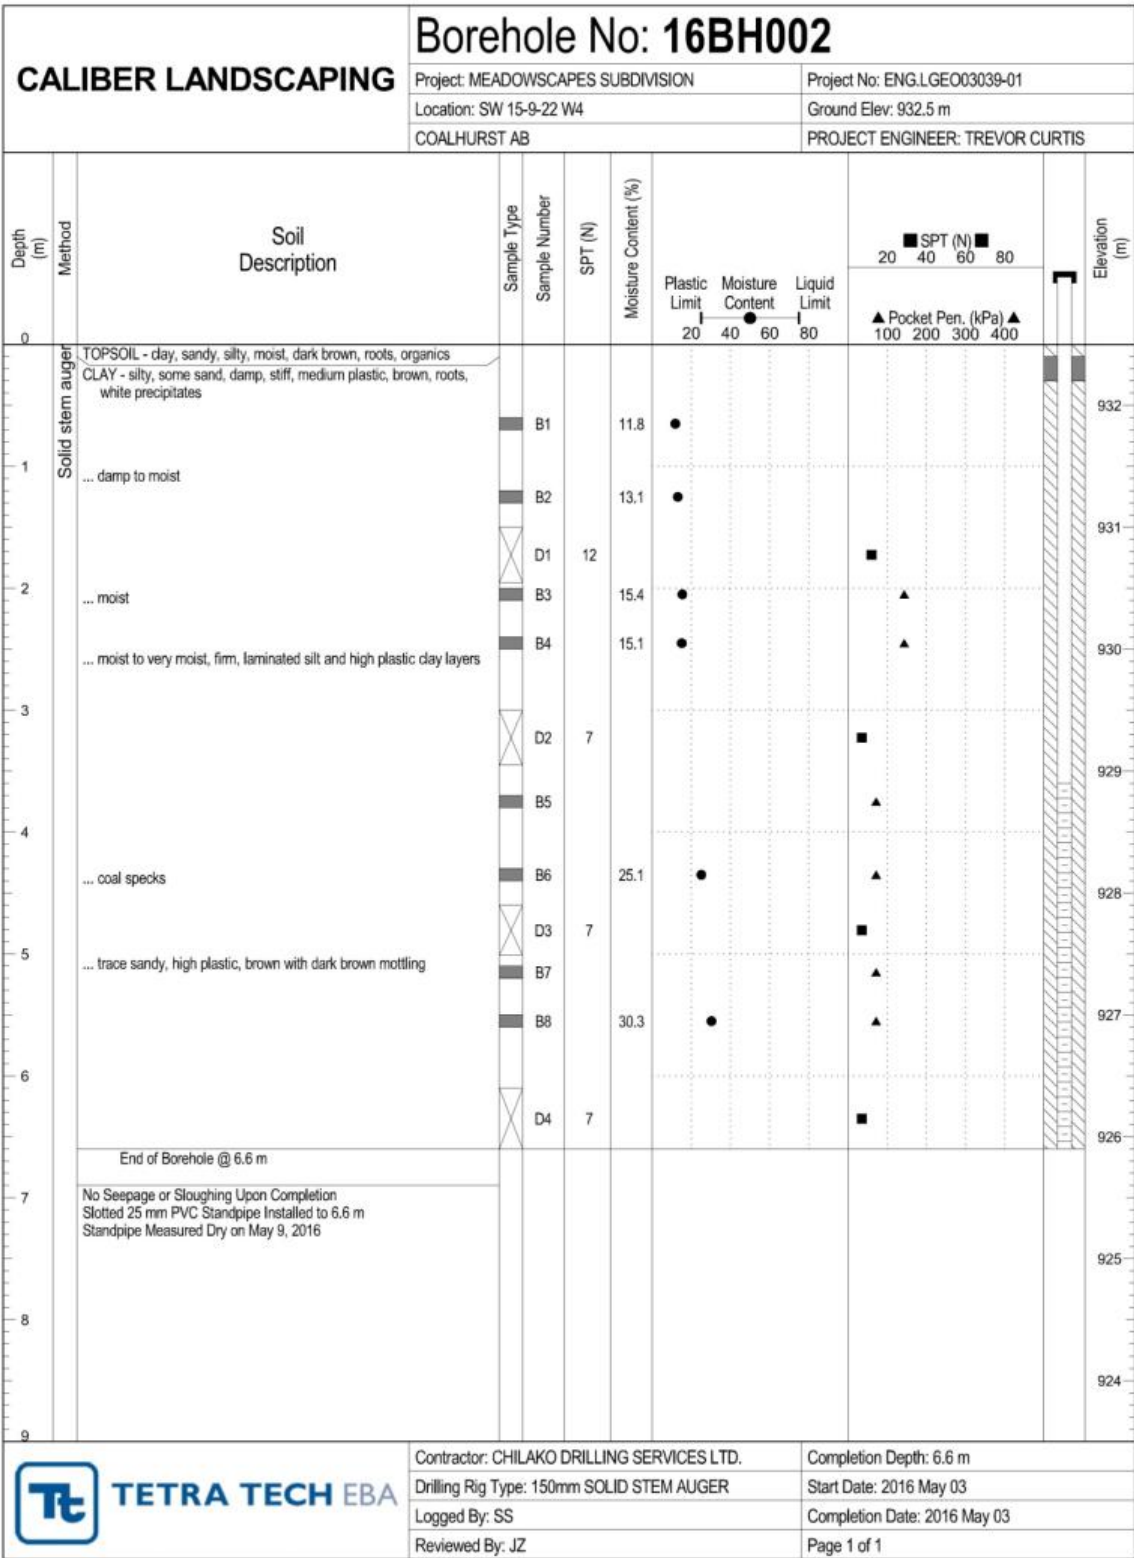 CALIBER LANDSCAPING
Borehole No: 16BH002
Project: MEADOWSCAPES SUBDIVISION
Project No: ENG.LGEO03039-01
Location: SW 15-9-22 W4
Ground Elev: 932.5 m
COALHURST AB
PROJECT ENGINEER: TREVOR CURTIS
Depth
(m)
Method
Soil
Description
Sample Type
Sample Number
SPT (N)
Moisture Content (%)
Plastic
Limit
Moisture
Content
Liquid
Limit
20 40 60 80
■ SPT (N) ■
20 40 60 80
▲ Pocket Pen. (kPa) ▲
100 200 300 400
Elevation
(m)
0
Solid stem auger
TOPSOIL - clay, sandy, silty, moist, dark brown, roots, organics
CLAY - silty, some sand, damp, stiff, medium plastic, brown, roots,
white precipitates
932
B1 11.8
1
... damp to moist
B2 13.1
931
D1 12
2
... moist
B3 15.4
B4 15.1
930
... moist to very moist, firm, laminated silt and high plastic clay layers
3
D2 7
929
B5
4
... coal specks
B6 25.1
928
D3 7
5
... trace sandy, high plastic, brown with dark brown mottling
B7
B8 30.3
927
6
D4 7
926
End of Borehole @ 6.6 m
7
No Seepage or Sloughing Upon Completion
Slotted 25 mm PVC Standpipe Installed to 6.6 m
Standpipe Measured Dry on May 9, 2016
925
8
924
9
Tt TETRA TECH EBA
Contractor: CHILAKO DRILLING SERVICES LTD.
Completion Depth: 6.6 m
Drilling Rig Type: 150mm SOLID STEM AUGER
Start Date: 2016 May 03
Logged By: SS
Completion Date: 2016 May 03
Reviewed By: JZ
Page 1 of 1